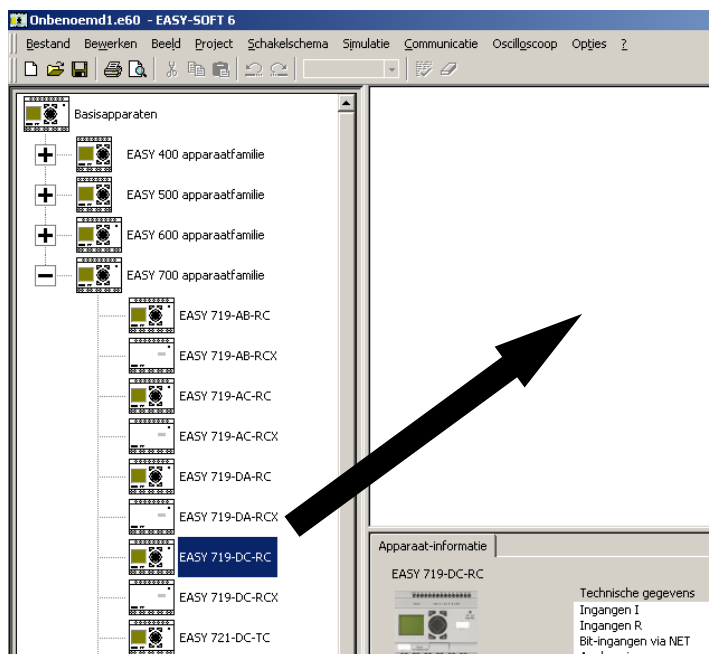 Onbenoemd1.e60 - EASY-SOFT 6
Bestand Bewerken Beeld Project Schakelschema Simulatie Communicatie Oscilloscoop Opties ?
Basisapparaten
EASY 400 apparaatfamilie
EASY 500 apparaatfamilie
EASY 600 apparaatfamilie
EASY 700 apparaatfamilie
EASY 719-AB-RC
EASY 719-AB-RCX
EASY 719-AC-RC
EASY 719-AC-RCX
EASY 719-DA-RC
EASY 719-DA-RCX
EASY 719-DC-RC
EASY 719-DC-RCX
EASY 721-DC-TC
Apparaat-informatie
EASY 719-DC-RC
Technische gegevens
Ingangen I
Ingangen R
Bit-ingangen via NET